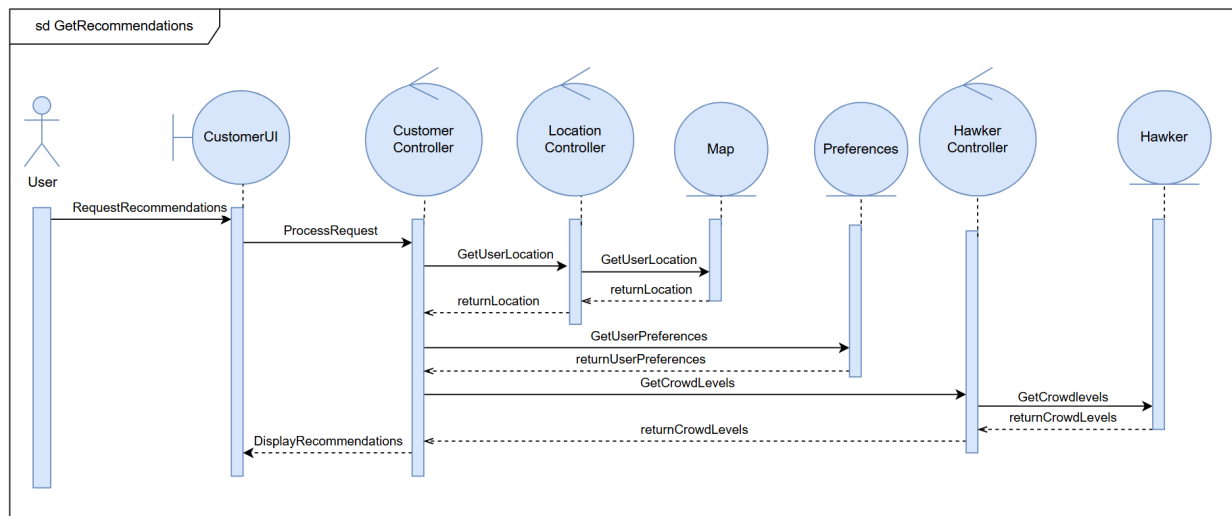 sd GetRecommendations
User
CustomerUI
Customer
Controller
Location
Controller
Map
Preferences
Hawker
Controller
Hawker
RequestRecommendations
ProcessRequest
GetUserLocation
GetUserLocation
returnLocation
returnLocation
GetUserPreferences
returnUserPreferences
GetCrowdLevels
GetCrowdlevels
returnCrowdLevels
returnCrowdLevels
DisplayRecommendations